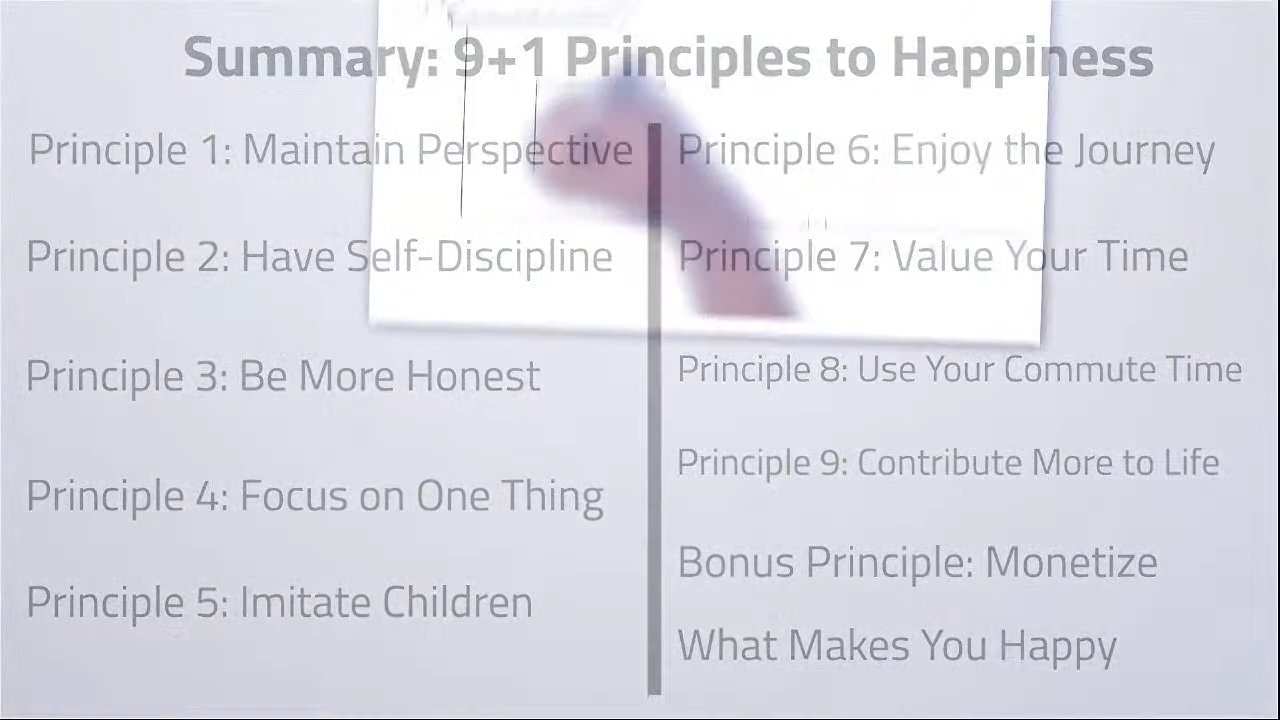 Summary: 9+1 Principles to Happiness
Principle 1: Maintain Perspective
Principle 2: Have Self-Discipline
Principle 3: Be More Honest
Principle 4: Focus on One Thing
Principle 5: Imitate Children
Principle 6: Enjoy the Journey
Principle 7: Value Your Time
Principle 8: Use Your Commute Time
Principle 9: Contribute More to Life
Bonus Principle: Monetize
What Makes You Happy